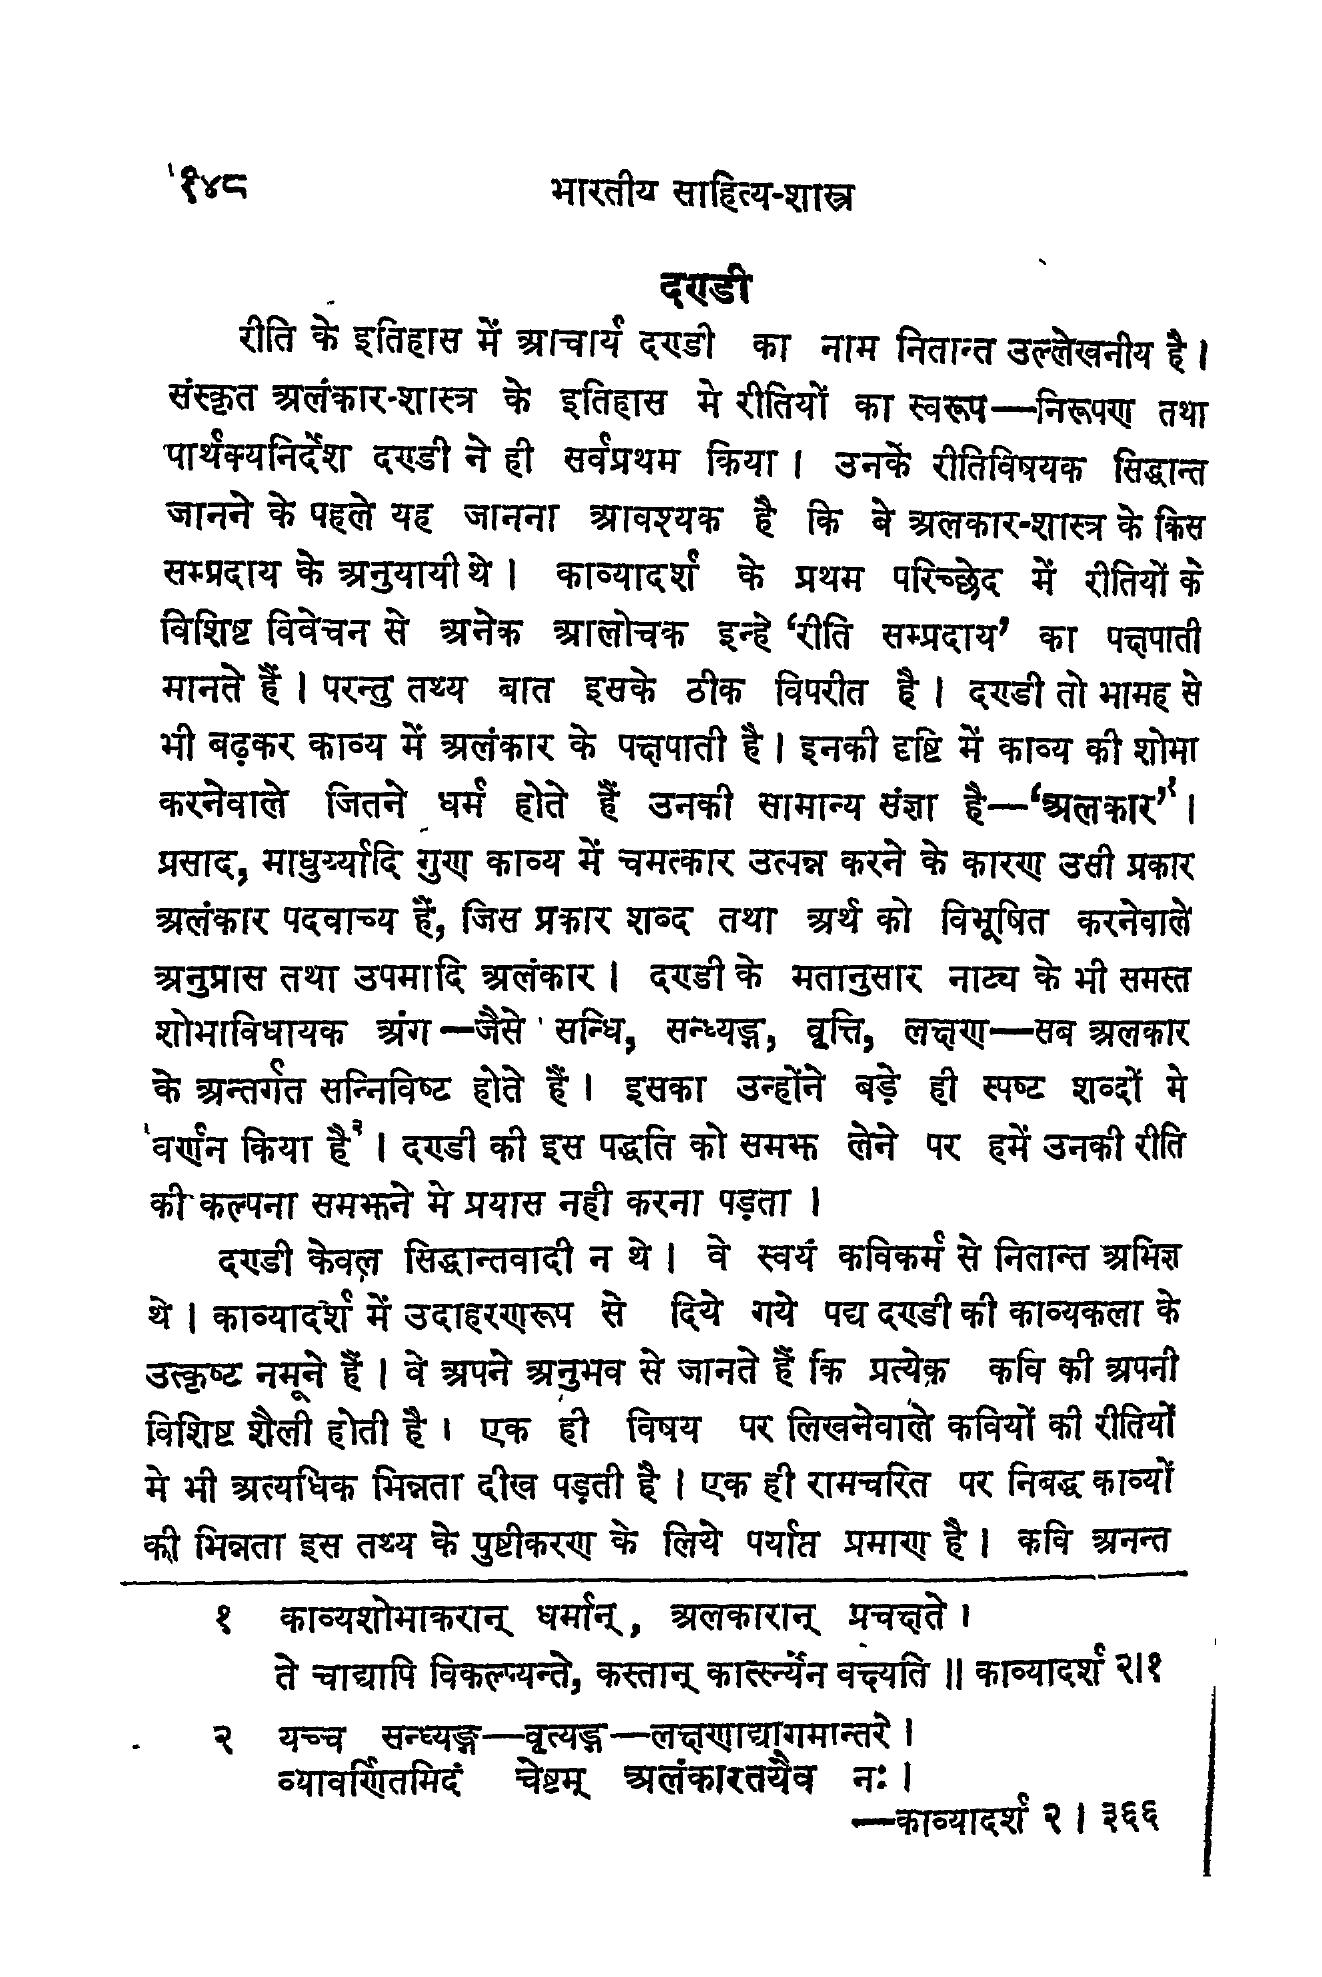 १४८ भारतीय साहित्य-शास्त्र
दण्डी
रीति के इतिहास में आचार्य दण्डी का नाम नितान्त उल्लेखनीय है।
संस्कृत अलंकार-शास्त्र के इतिहास मे रीतियों का स्वरूप—निरूपण तथा
पार्थक्यनिर्देश दण्डी ने ही सर्वप्रथम किया। उनके रीतिविषयक सिद्धान्त
जानने के पहले यह जानना आवश्यक है कि वे अलकार-शास्त्र के किस
सम्प्रदाय के अनुयायी थे। काव्यादर्श के प्रथम परिच्छेद में रीतियों के
विशिष्ट विवेचन से अनेक आलोचक इन्हे ‘रीति सम्प्रदाय’ का पक्षपाती
मानते हैं। परन्तु तथ्य बात इसके ठीक विपरीत है। दण्डी तो भामह से
भी बढ़कर काव्य में अलंकार के पक्षपाती है। इनकी दृष्टि में काव्य की शोभा
करनेवाले जितने धर्म होते हैं उनकी सामान्य संज्ञा है—‘अलकार’१।
प्रसाद, माधुर्य्यादि गुण काव्य में चमत्कार उत्पन्न करने के कारण उसी प्रकार
अलंकार पदवाच्य हैं, जिस प्रकार शब्द तथा अर्थ को विभूषित करनेवाले
अनुप्रास तथा उपमादि अलंकार। दण्डी के मतानुसार नाट्य के भी समस्त
शोभाविधायक अंग—जैसे सन्धि, सन्ध्यङ्ग, वृत्ति, लक्षण—सब अलकार
के अन्तर्गत सन्निविष्ट होते हैं। इसका उन्होंने बड़े ही स्पष्ट शब्दों मे
वर्णन किया है२। दण्डी की इस पद्धति को समझ लेने पर हमें उनकी रीति
की कल्पना समझने मे प्रयास नही करना पड़ता।
दण्डी केवल सिद्धान्तवादी न थे। वे स्वयं कविकर्म से नितान्त अभिज्ञ
थे। काव्यादर्श में उदाहरणरूप से दिये गये पद्य दण्डी की काव्यकला के
उत्कृष्ट नमूने हैं। वे अपने अनुभव से जानते हैं कि प्रत्येक कवि की अपनी
विशिष्ट शैली होती है। एक ही विषय पर लिखनेवाले कवियों की रीतियों
मे भी अत्यधिक भिन्नता दीख पड़ती है। एक ही रामचरित पर निबद्ध काव्यों
की भिन्नता इस तथ्य के पुष्टीकरण के लिये पर्याप्त प्रमाण है। कवि अनन्त
१ काव्यशोभाकरान् धर्मान्, अलकारान् प्रचक्षते।
ते चाद्यापि विकल्प्यन्ते, कस्तान् कार्त्स्न्येन वक्ष्यति॥ काव्यादर्श २।१
२ यच्च सन्ध्यङ्ग—वृत्यङ्ग—लक्षणाद्यागमान्तरे।
व्यावर्णितमिदं चेष्टम् अलंकारतयैव नः।
—काव्यादर्श २। ३६६